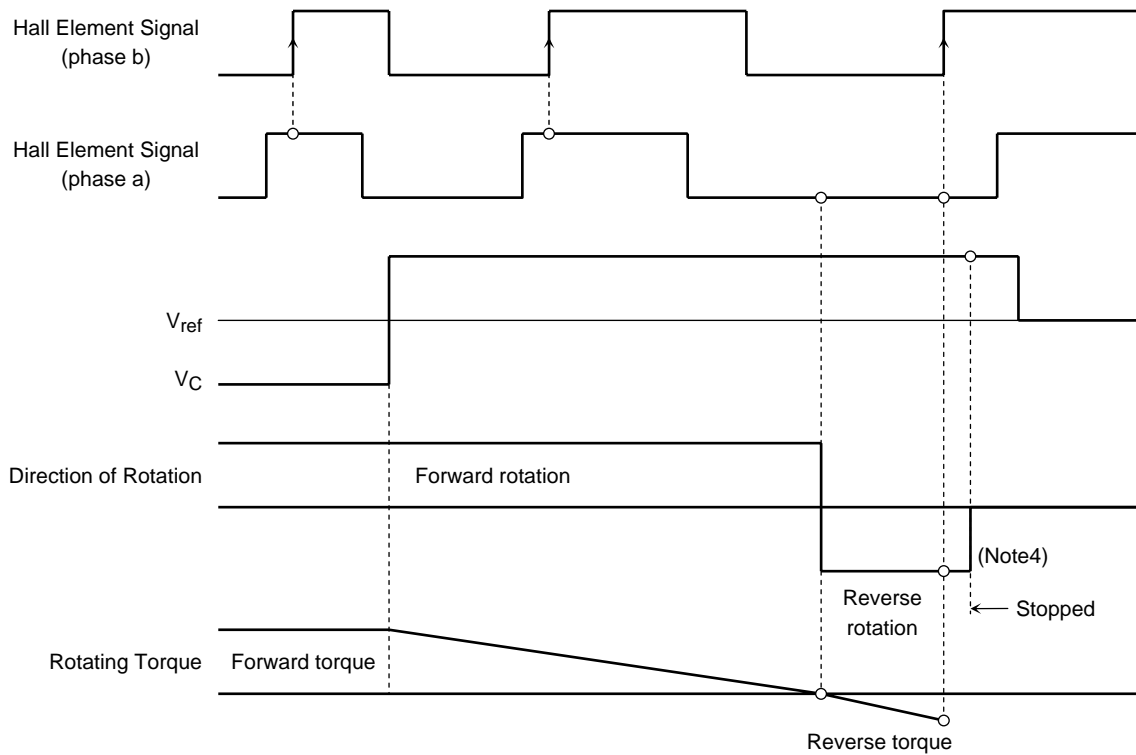 Hall Element Signal
(phase b)
Hall Element Signal
(phase a)
Vref
VC
Direction of Rotation
Forward rotation
(Note4)
Reverse
rotation
Stopped
Rotating Torque
Forward torque
Reverse torque